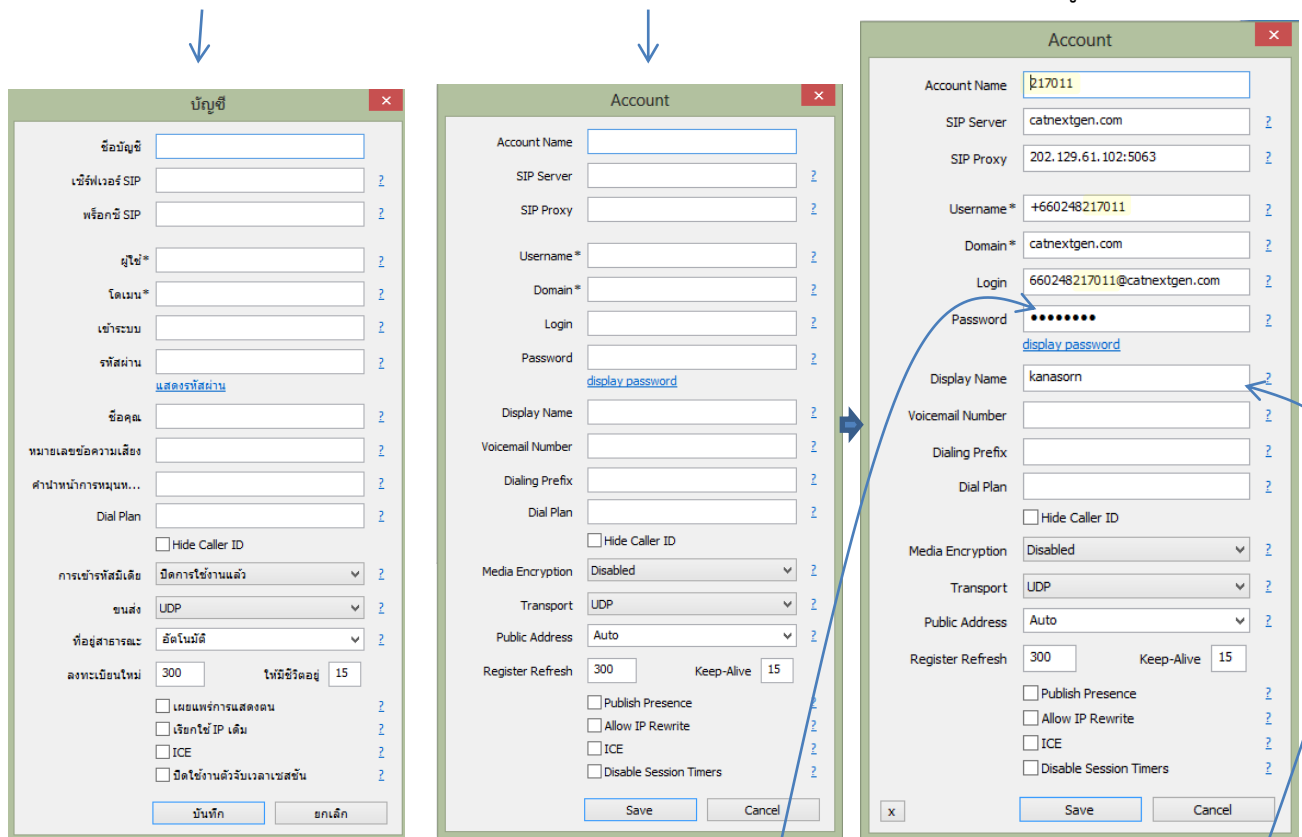 บัญชี
ชื่อบัญชี
เซิร์ฟเวอร์ SIP ?
พร็อกซี SIP ?
ผู้ใช้* ?
โดเมน* ?
เข้าระบบ ?
รหัสผ่าน ?
แสดงรหัสผ่าน
ชื่อคุณ ?
หมายเลขข้อความเสียง ?
คำนำหน้าการหมุนห... ?
Dial Plan ?
Hide Caller ID
การเข้ารหัสมีเดีย ปิดการใช้งานแล้ว ?
ขนส่ง UDP ?
ที่อยู่สาธารณะ อัตโนมัติ ?
ลงทะเบียนใหม่ 300 ให้มีชีวิตอยู่ 15
เผยแพร่การแสดงตน ?
เรียกใช้ IP เดิม ?
ICE ?
ปิดใช้งานตัวจับเวลาเซสชัน ?
บันทึก ยกเลิก
Account
Account Name
SIP Server ?
SIP Proxy ?
Username* ?
Domain* ?
Login ?
Password ?
display password
Display Name ?
Voicemail Number ?
Dialing Prefix ?
Dial Plan ?
Hide Caller ID
Media Encryption Disabled ?
Transport UDP ?
Public Address Auto ?
Register Refresh 300 Keep-Alive 15
Publish Presence ?
Allow IP Rewrite ?
ICE ?
Disable Session Timers ?
Save Cancel
Account
Account Name 217011
SIP Server catnextgen.com ?
SIP Proxy 202.129.61.102:5063 ?
Username* +660248217011 ?
Domain* catnextgen.com ?
Login 660248217011@catnextgen.com ?
Password ●●●●●●●● ?
display password
Display Name kanasorn ?
Voicemail Number ?
Dialing Prefix ?
Dial Plan ?
Hide Caller ID
Media Encryption Disabled ?
Transport UDP ?
Public Address Auto ?
Register Refresh 300 Keep-Alive 15
Publish Presence ?
Allow IP Rewrite ?
ICE ?
Disable Session Timers ?
x Save Cancel